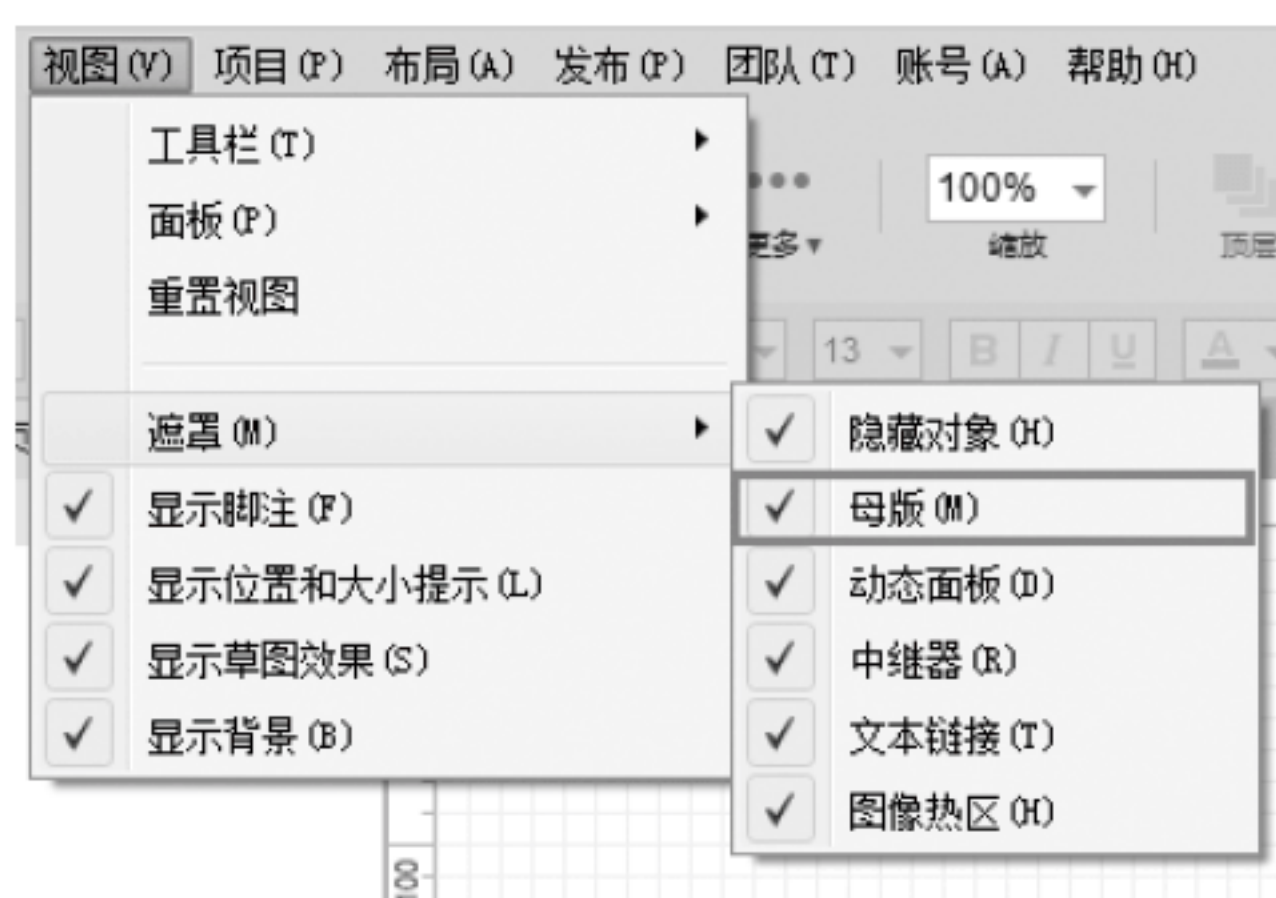 视图(V) 项目(P) 布局(A) 发布(P) 团队(T) 账号(A) 帮助(H)
工具栏(T)
面板(P)
重置视图
更多 100% 缩放 顶层
13 B I U A
遮罩(M)
显示脚注(F)
显示位置和大小提示(L)
显示草图效果(S)
显示背景(B)
隐藏对象(H)
母版(M)
动态面板(D)
中继器(R)
文本链接(T)
图像热区(H)
100